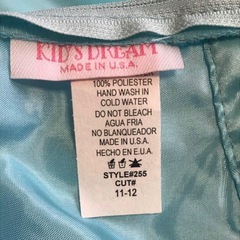 KID'S DREAM
MADE IN U.S.A.
100% POLIESTER
HAND WASH IN
COLD WATER
DO NOT BLEACH
AGUA FRIA
NO BLANQUEADOR
MADE IN U.S.A.
HECHO EN E.U.A.
STYLE#255
CUT#
11-12